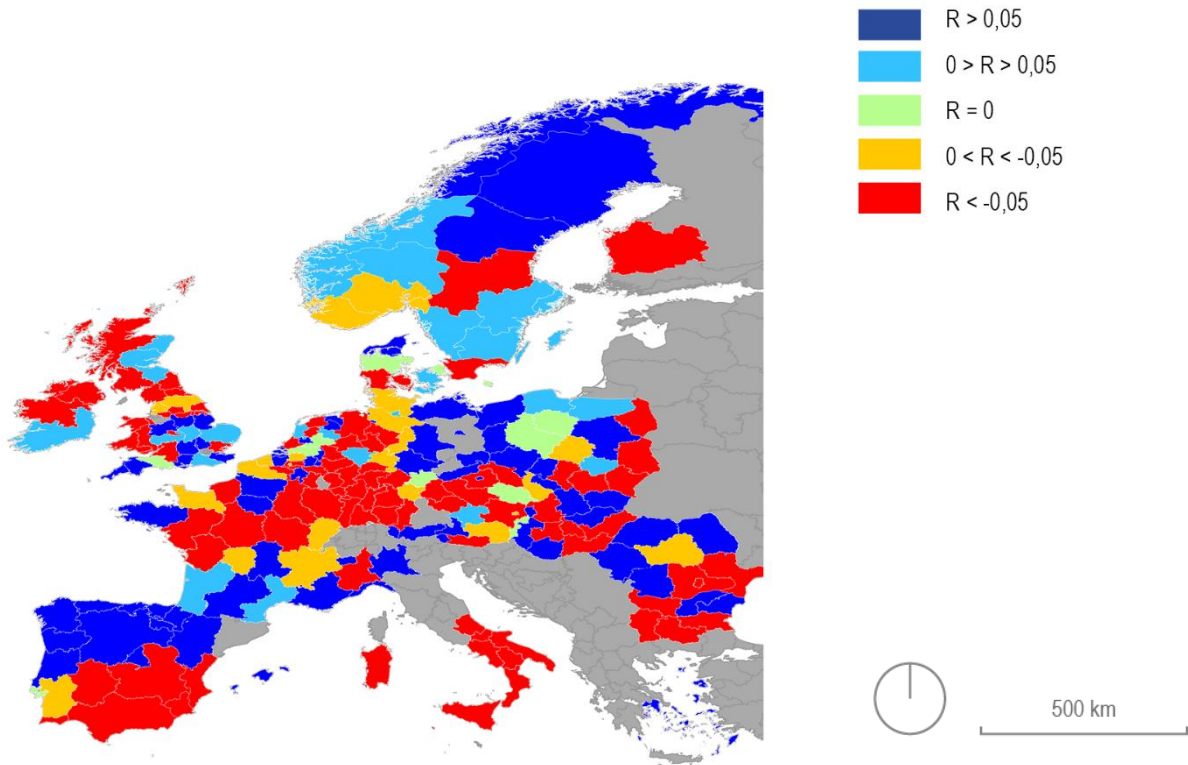 R > 0,05
0 > R > 0,05
R = 0
0 < R < -0,05
R < -0,05
500 km